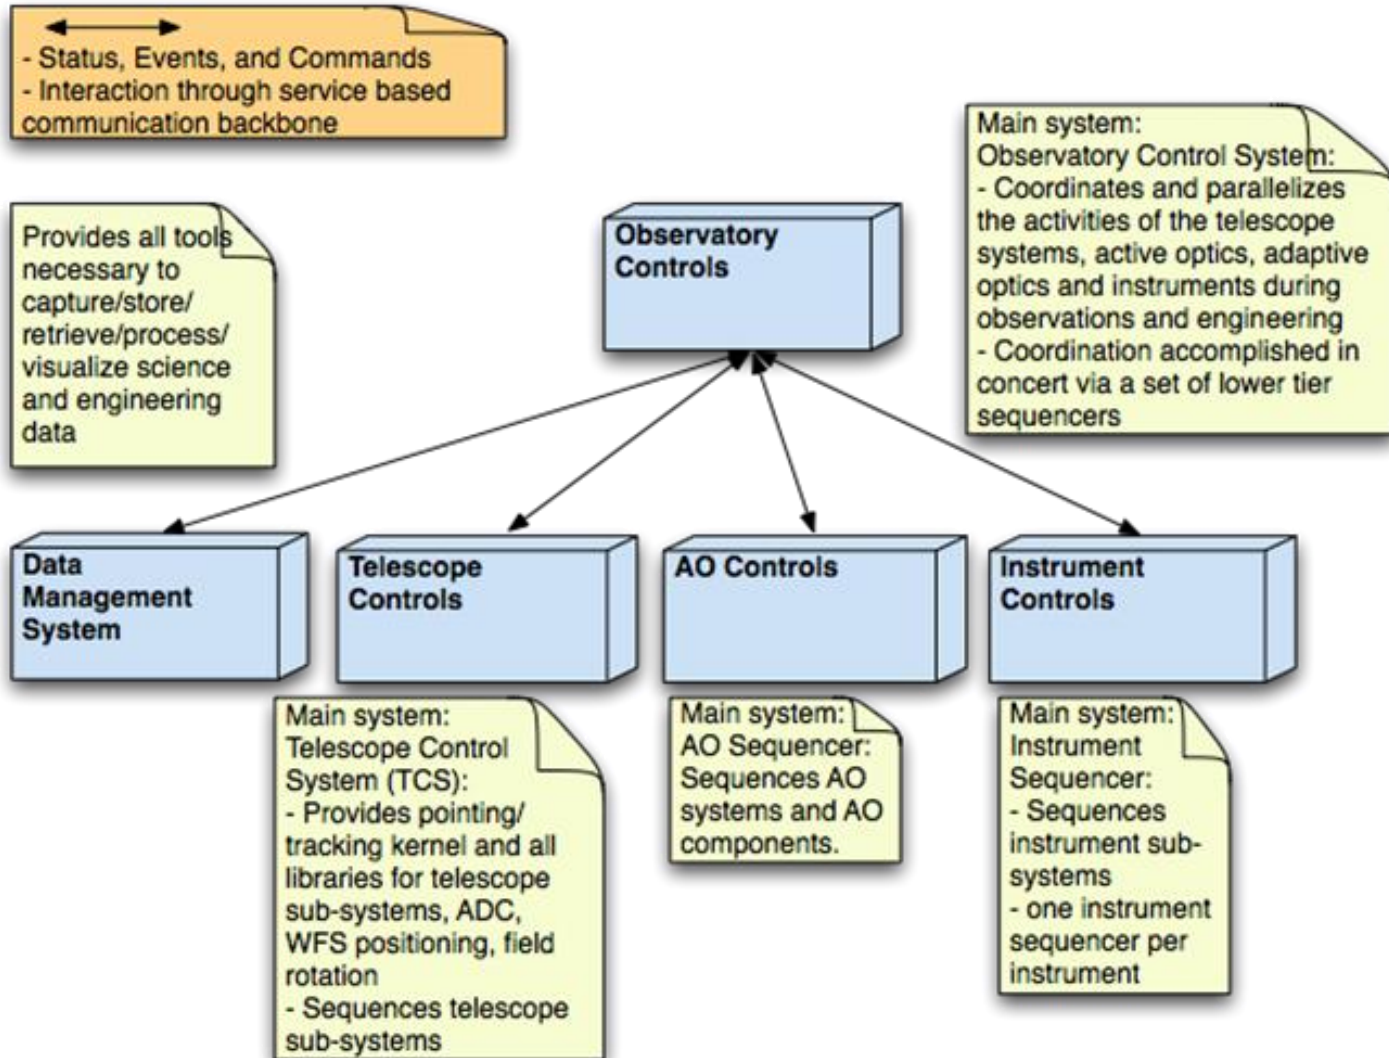 - Status, Events, and Commands
- Interaction through service based
communication backbone
Main system:
Observatory Control System:
- Coordinates and parallelizes
the activities of the telescope
systems, active optics, adaptive
optics and instruments during
observations and engineering
- Coordination accomplished in
concert via a set of lower tier
sequencers
Provides all tools
necessary to
capture/store/
retrieve/process/
visualize science
and engineering
data
Observatory
Controls
Data
Management
System
Telescope
Controls
AO Controls
Instrument
Controls
Main system:
Telescope Control
System (TCS):
- Provides pointing/
tracking kernel and all
libraries for telescope
sub-systems, ADC,
WFS positioning, field
rotation
- Sequences telescope
sub-systems
Main system:
AO Sequencer:
Sequences AO
systems and AO
components.
Main system:
Instrument
Sequencer:
- Sequences
instrument sub-
systems
- one instrument
sequencer per
instrument